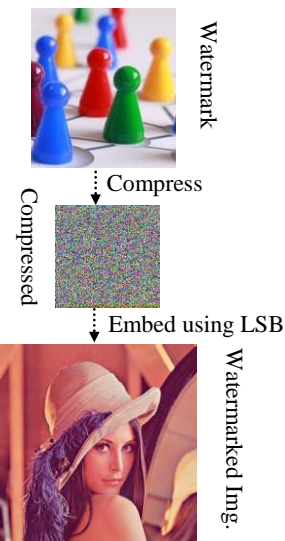 Watermark
Compress
Compressed
Embed using LSB
Watermarked Img.